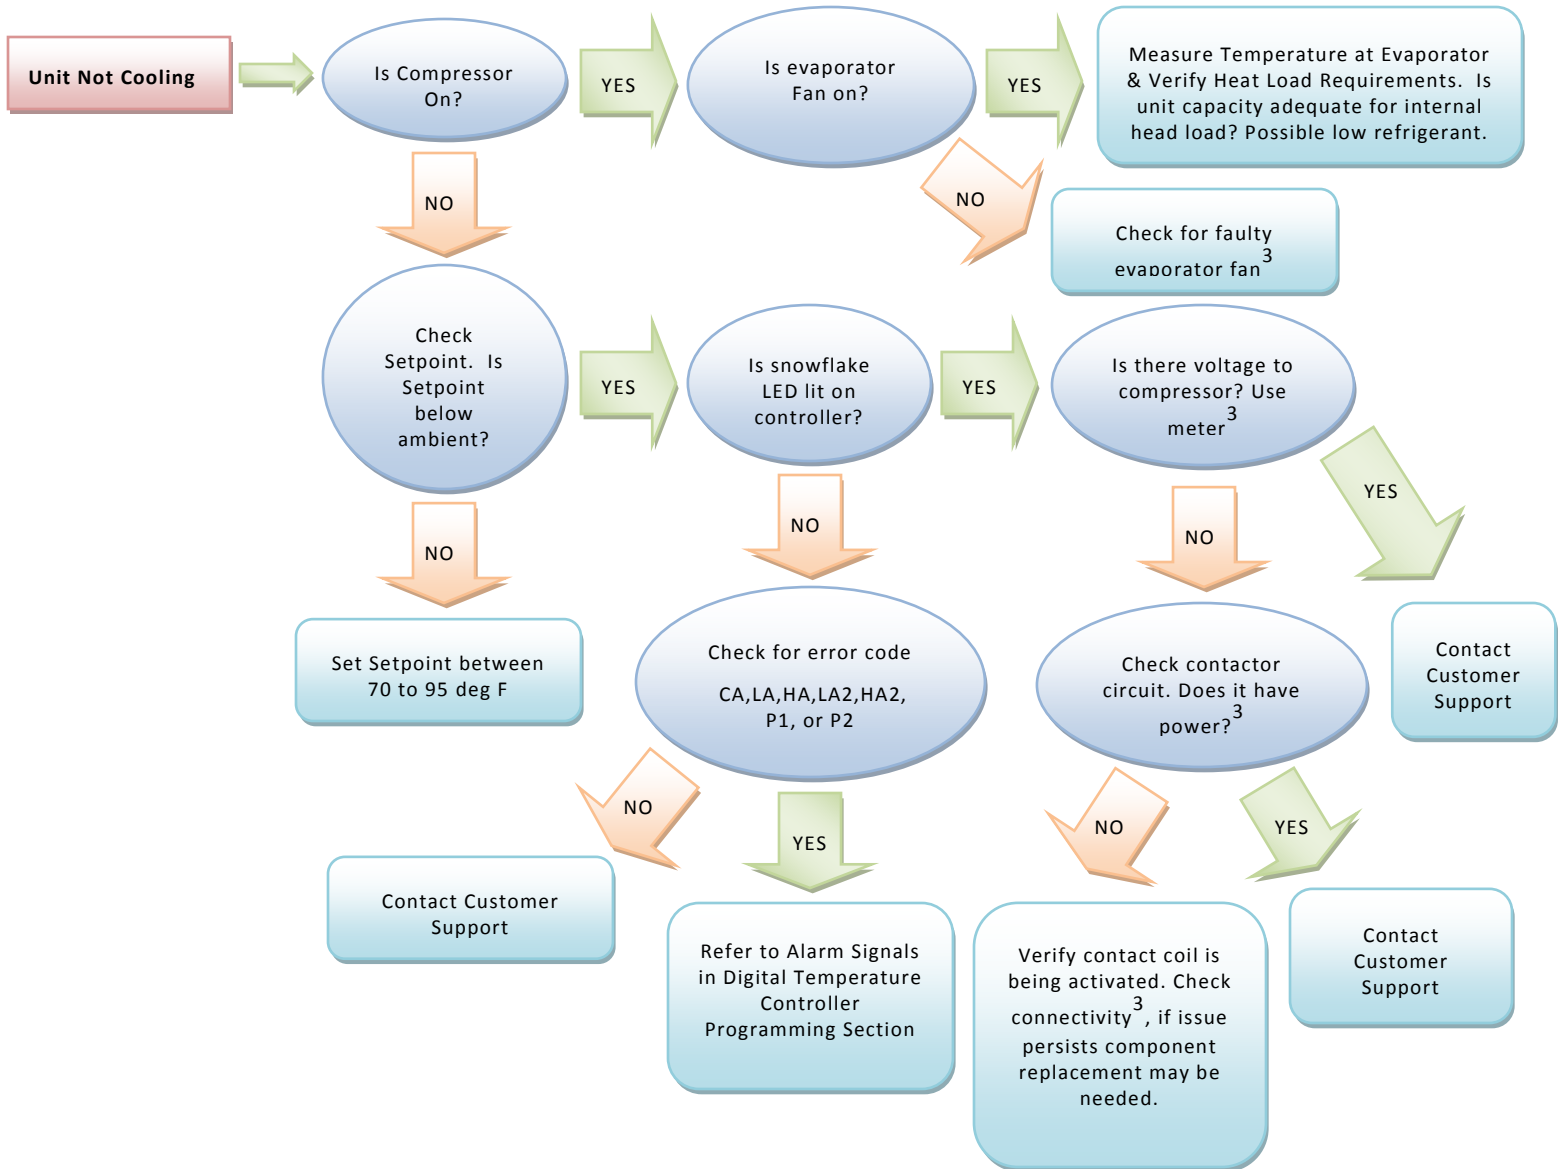 Unit Not Cooling
Is Compressor
On?
YES
Is evaporator
Fan on?
YES
Measure Temperature at Evaporator
& Verify Heat Load Requirements.  Is
unit capacity adequate for internal
head load? Possible low refrigerant.
NO
NO
Check for faulty
evaporator fan3
Check
Setpoint.  Is
Setpoint
below
ambient?
YES
Is snowflake
LED lit on
controller?
YES
Is there voltage to
compressor? Use
meter3
YES
NO
NO
NO
Set Setpoint between
70 to 95 deg F
Check for error code
CA,LA,HA,LA2,HA2,
P1, or P2
Check contactor
circuit. Does it have
power?3
Contact
Customer
Support
NO
YES
NO
YES
Contact Customer
Support
Refer to Alarm Signals
in Digital Temperature
Controller
Programming Section
Verify contact coil is
being activated. Check
connectivity3, if issue
persists component
replacement may be
needed.
Contact
Customer
Support